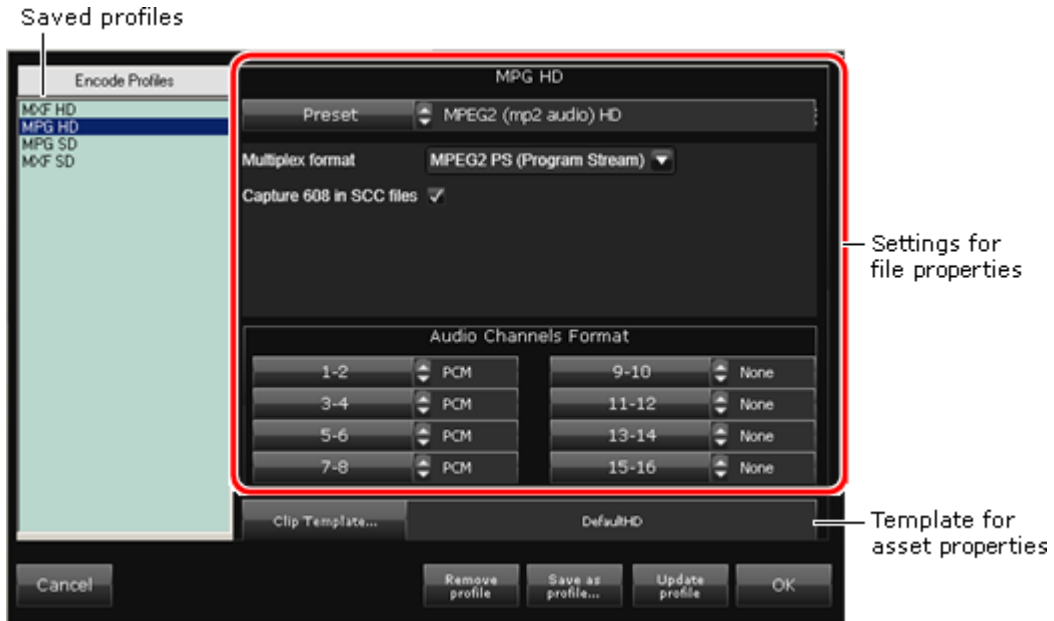 Saved profiles
Encode Profiles
MXF HD
MPG HD
MPG SD
MXF SD
MPG HD
Preset MPEG2 (mp2 audio) HD
Multiplex format MPEG2 PS (Program Stream)
Capture 608 in SCC files
Settings for
file properties
Audio Channels Format
1-2 PCM 9-10 None
3-4 PCM 11-12 None
5-6 PCM 13-14 None
7-8 PCM 15-16 None
Clip Template... DefaultHD
Template for
asset properties
Cancel
Remove
profile
Save as
profile...
Update
profile
OK